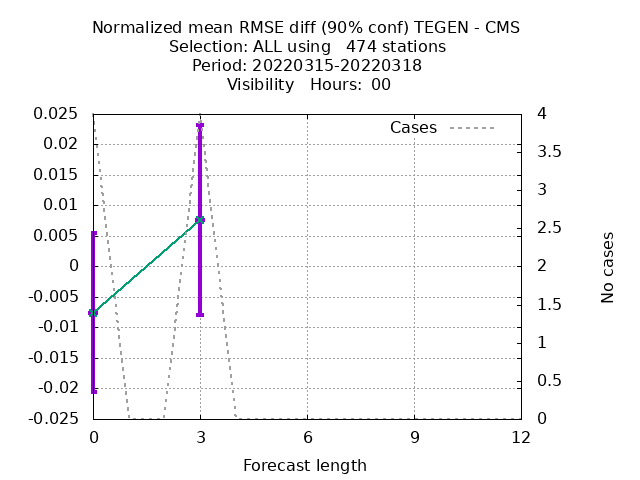 Normalized mean RMSE diff (90% conf) TEGEN - CMS
Selection: ALL using   474 stations
Period: 20220315-20220318
Visibility   Hours:  00
Cases
0.025
0.02
0.015
0.01
0.005
0
-0.005
-0.01
-0.015
-0.02
-0.025
4
3.5
3
2.5
2
1.5
1
0.5
0
No cases
0 3 6 9 12
Forecast length